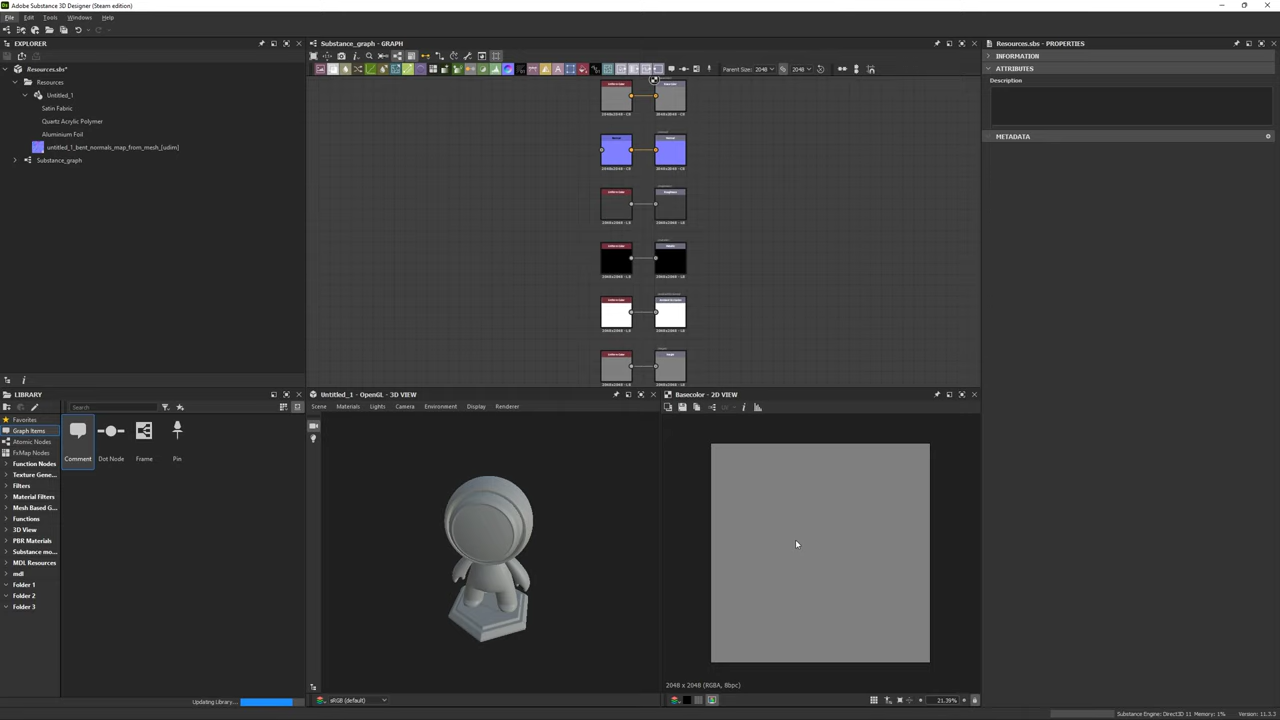 Adobe Substance 3D Designer (Steam edition)
File Edit Tools Windows Help
EXPLORER
Resources.sbs*
Resources
Untitled_1
Satin Fabric
Quartz Acrylic Polymer
Aluminium Foil
untitled_1_bent_normals_map_from_mesh_[udim]
Substance_graph
Substance_graph - GRAPH
Parent Size: 2048 2048
Resources.sbs - PROPERTIES
INFORMATION
ATTRIBUTES
Description
METADATA
LIBRARY
Search
Favorites
Graph Items
Atomic Nodes
FxMap Nodes
Function Nodes
Texture Gene...
Filters
Material Filters
Mesh Based G...
Functions
3D View
PBR Materials
Substance mo...
MDL Resources
mdl
Folder 1
Folder 2
Folder 3
Comment Dot Node Frame Pin
Updating Library...
Untitled_1 - OpenGL - 3D VIEW
Scene Materials Lights Camera Environment Display Renderer
sRGB (default)
Basecolor - 2D VIEW
2048 x 2048 (RGBA, 8bpc)
21.39%
Substance Engine: Direct3D 11 Memory: 1% Version: 11.3.3